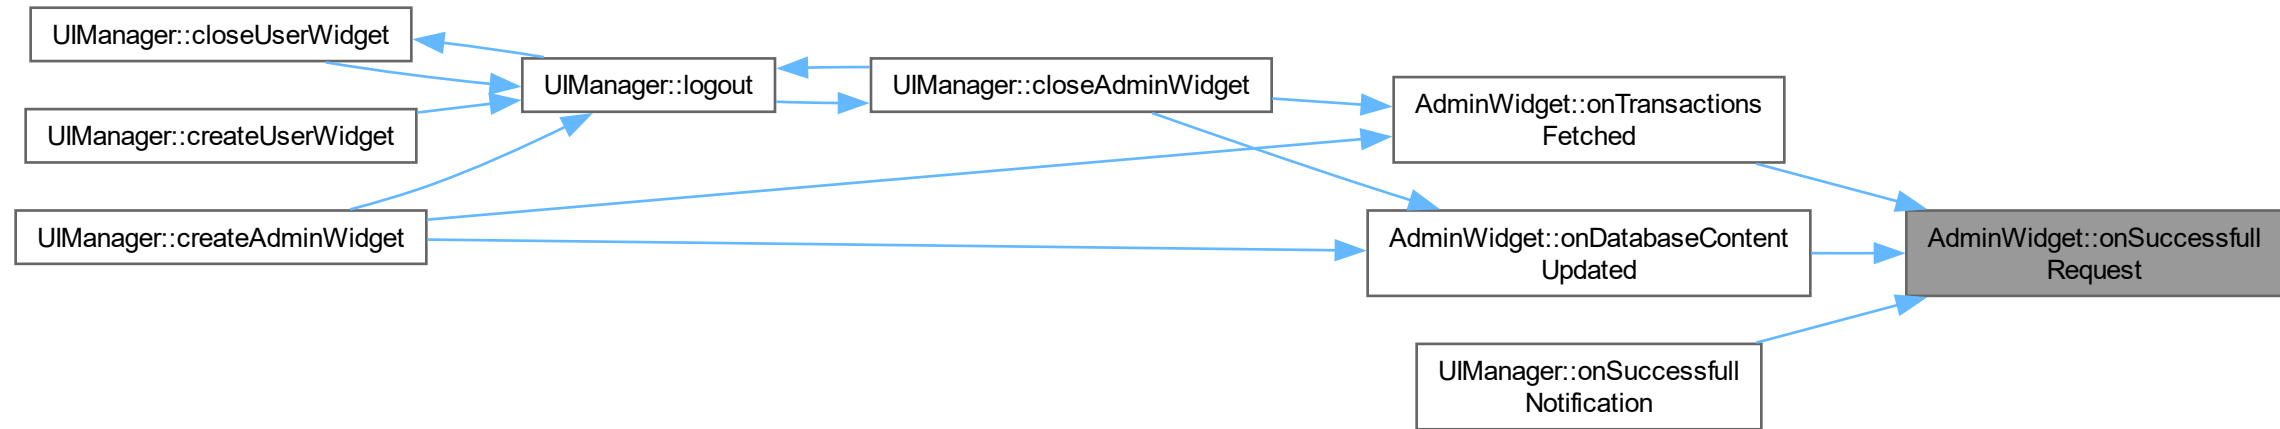 UIManager::closeUserWidget
UIManager::logout
UIManager::closeAdminWidget
UIManager::createUserWidget
AdminWidget::onTransactions
Fetched
UIManager::createAdminWidget
AdminWidget::onDatabaseContent
Updated
AdminWidget::onSuccessfull
Request
UIManager::onSuccessfull
Notification